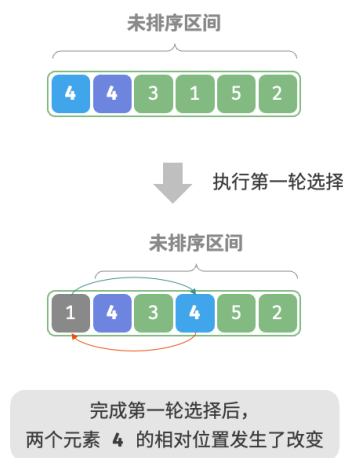 未排序区间
4 4 3 1 5 2
执行第一轮选择
未排序区间
1 4 3 4 5 2
完成第一轮选择后，
两个元素 4 的相对位置发生了改变